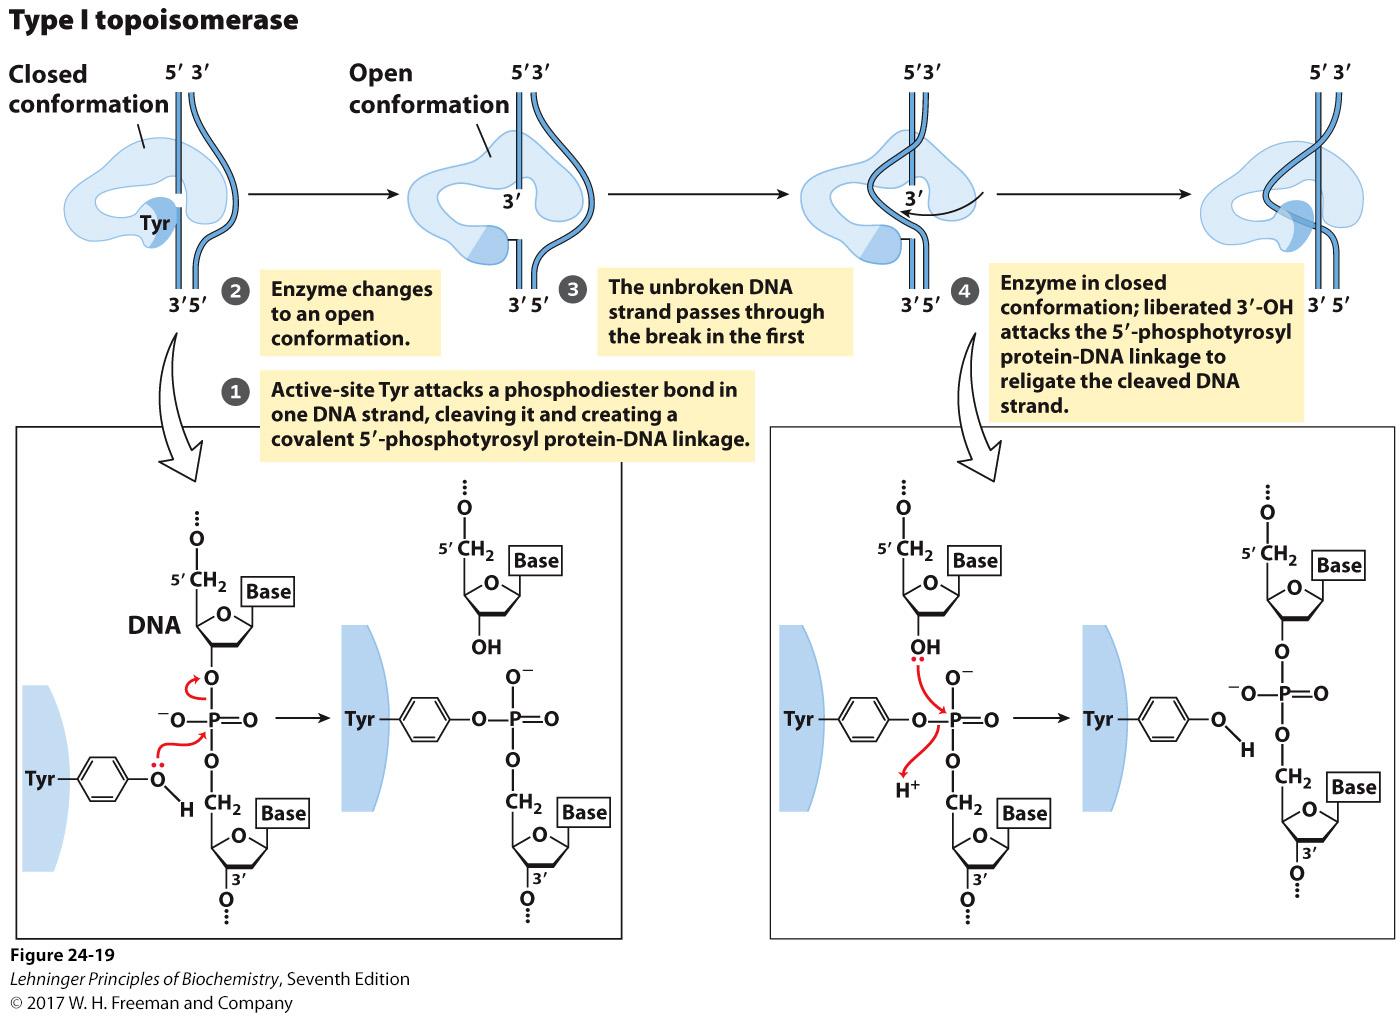 Type I topoisomerase
Closed
conformation
5′ 3′
Tyr
3′ 5′
Open
conformation
5′ 3′
3′
3′ 5′
5′ 3′
3′
3′ 5′
5′ 3′
3′ 5′
2 Enzyme changes
to an open
conformation.
3 The unbroken DNA
strand passes through
the break in the first
4 Enzyme in closed
conformation; liberated 3′-OH
attacks the 5′-phosphotyrosyl
protein-DNA linkage to
religate the cleaved DNA
strand.
1 Active-site Tyr attacks a phosphodiester bond in
one DNA strand, cleaving it and creating a
covalent 5′-phosphotyrosyl protein-DNA linkage.
O
5′ CH2
Base
O
DNA
O
−O P O
Tyr
O
H
O
CH2
Base
O
3′
O
O
5′ CH2
Base
O
OH
O−
Tyr O P O
O
CH2
Base
O
3′
O
O
5′ CH2
Base
O
OH
O−
Tyr O P O
H+
O
CH2
Base
O
3′
O
O
5′ CH2
Base
O
O
−O P O
Tyr O
H
O
CH2
Base
O
3′
O
Figure 24-19
Lehninger Principles of Biochemistry, Seventh Edition
© 2017 W. H. Freeman and Company